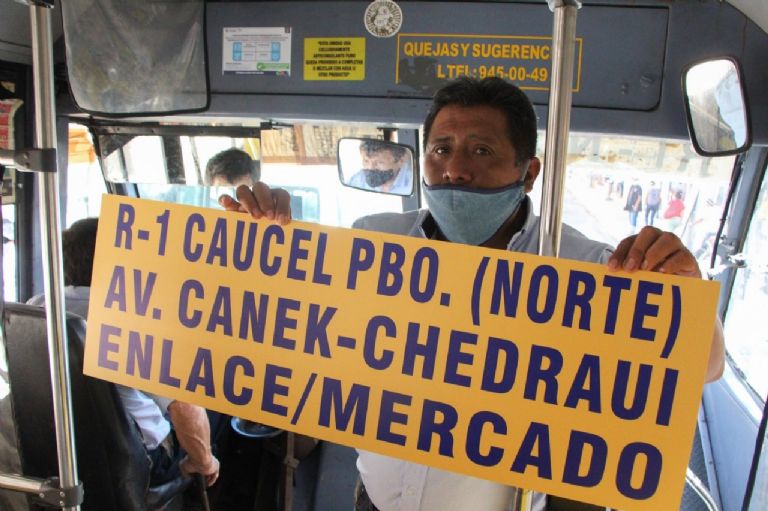 QUEJAS Y SUGERENC
TEL: 945-00-49
R-1 CAUCEL PBO. (NORTE)
AV. CANEK-CHEDRAUI
ENLACE/MERCADO